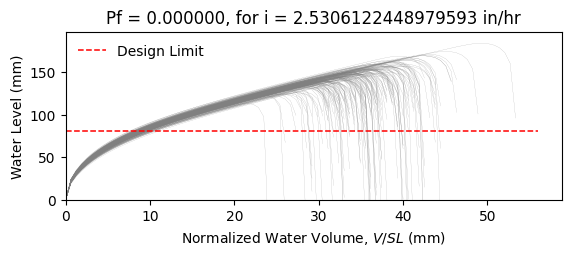 Pf = 0.000000, for i = 2.5306122448979593 in/hr
Design Limit
Water Level (mm)
150
100
50
0
0 10 20 30 40 50
Normalized Water Volume, V/SL (mm)